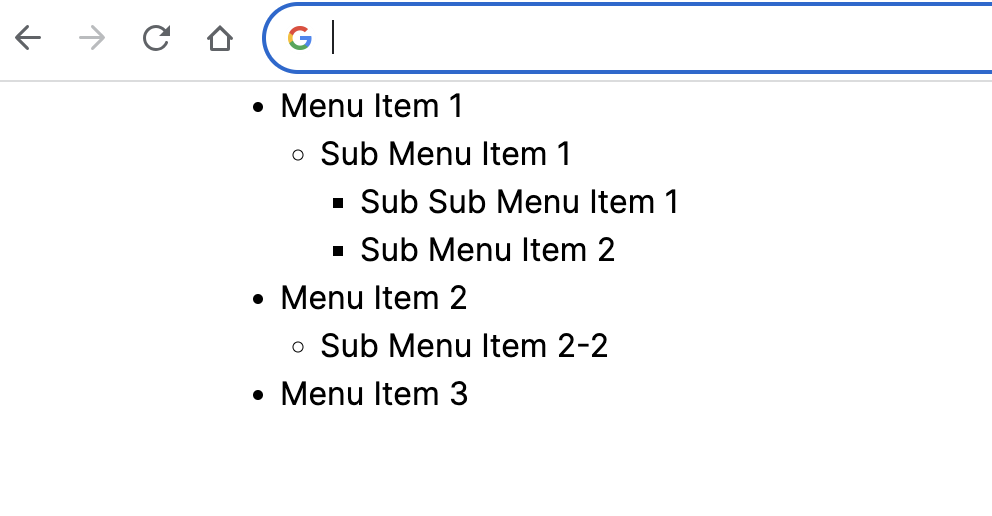 Menu Item 1
Sub Menu Item 1
Sub Sub Menu Item 1
Sub Menu Item 2
Menu Item 2
Sub Menu Item 2-2
Menu Item 3